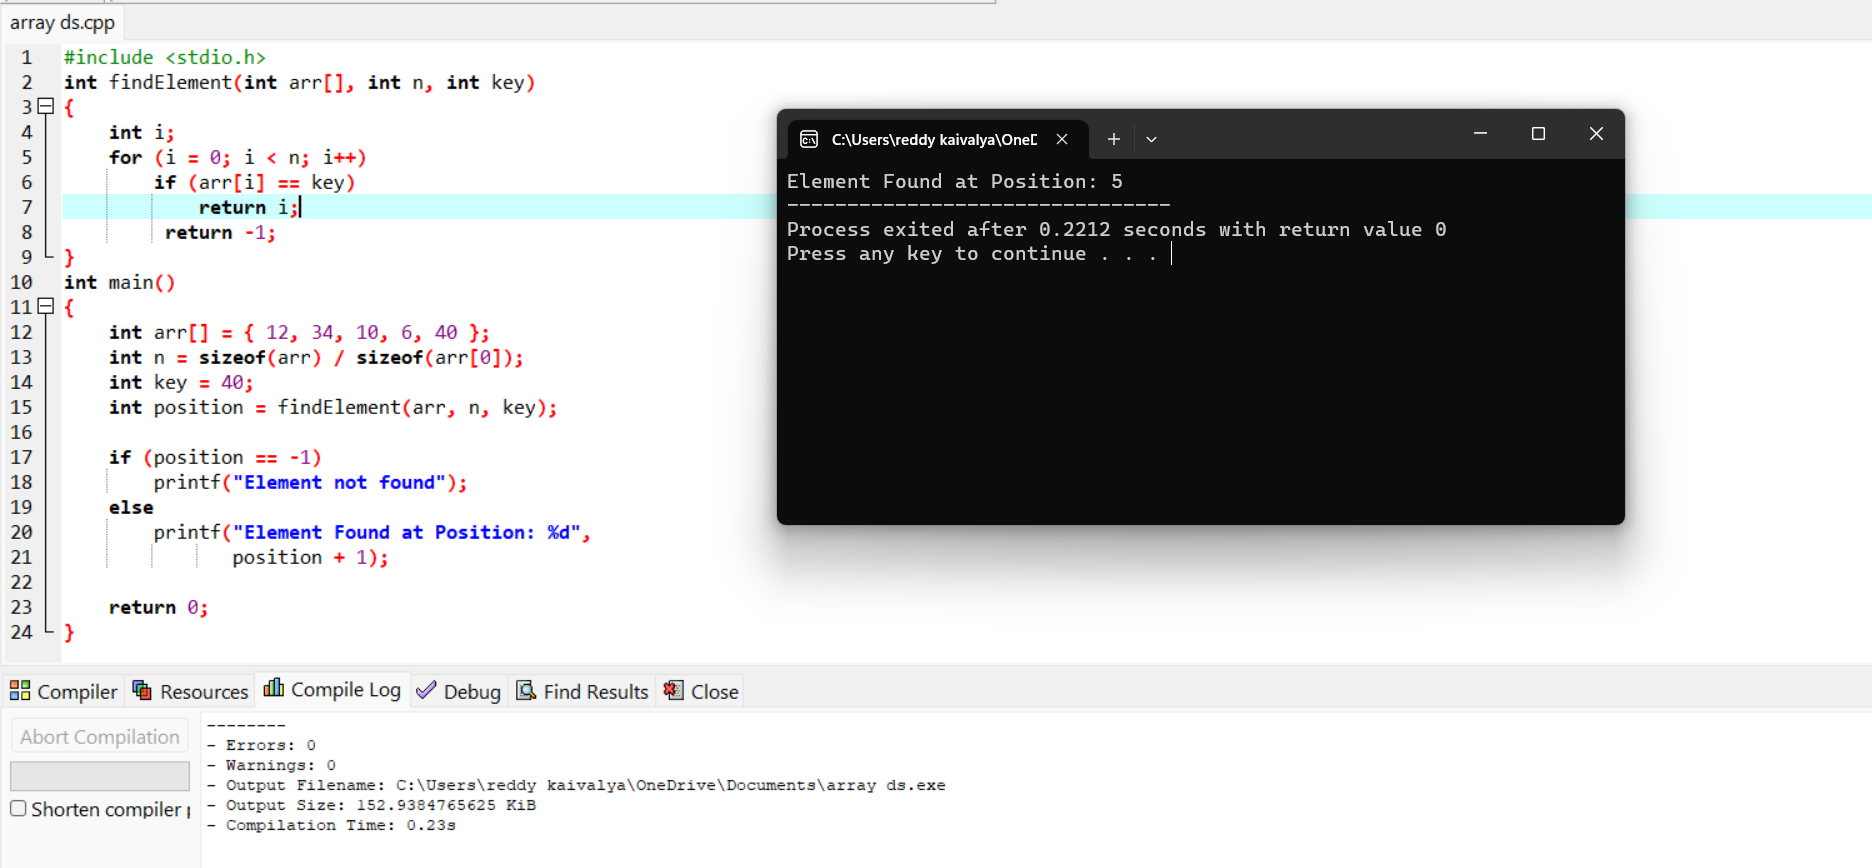 array ds.cpp
1 #include <stdio.h>
2 int findElement(int arr[], int n, int key)
3 {
4 int i;
5 for (i = 0; i < n; i++)
6 if (arr[i] == key)
7 return i;
8 return -1;
9 }
10 int main()
11 {
12 int arr[] = { 12, 34, 10, 6, 40 };
13 int n = sizeof(arr) / sizeof(arr[0]);
14 int key = 40;
15 int position = findElement(arr, n, key);
16
17 if (position == -1)
18 printf("Element not found");
19 else
20 printf("Element Found at Position: %d",
21 position + 1);
22
23 return 0;
24 }
C:\Users\reddy kaivalya\OneD
Element Found at Position: 5
--------------------------------
Process exited after 0.2212 seconds with return value 0
Press any key to continue . . .
Compiler Resources Compile Log Debug Find Results Close
Abort Compilation
Shorten compiler p
--------
- Errors: 0
- Warnings: 0
- Output Filename: C:\Users\reddy kaivalya\OneDrive\Documents\array ds.exe
- Output Size: 152.9384765625 KiB
- Compilation Time: 0.23s